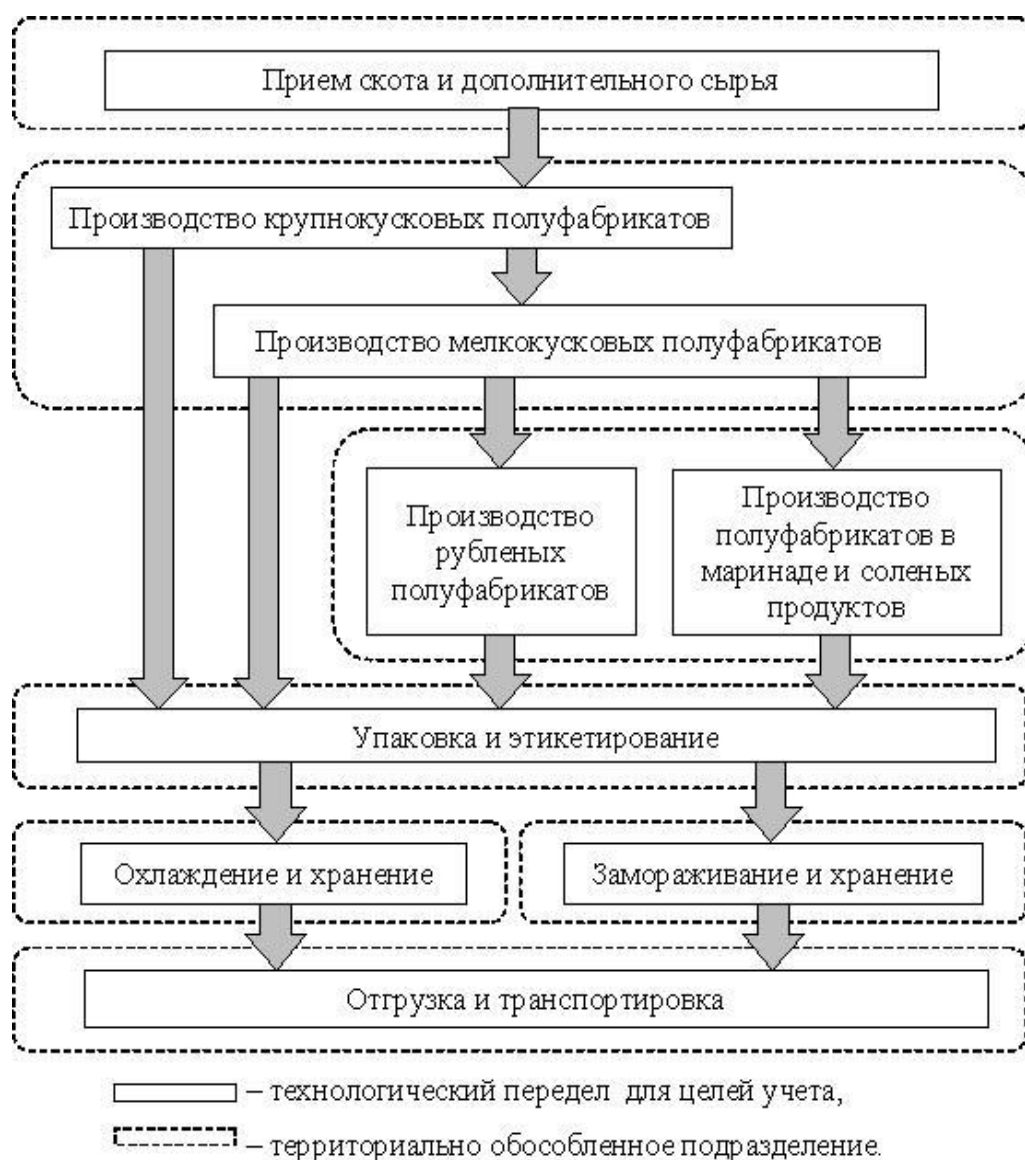 Прием скота и дополнительного сырья
Производство крупнокусковых полуфабрикатов
Производство мелкокусковых полуфабрикатов
Производство
рубленых
полуфабрикатов
Производство
полуфабрикатов в
маринаде и соленых
продуктов
Упаковка и этикетирование
Охлаждение и хранение
Замораживание и хранение
Отгрузка и транспортировка
– технологический передел для целей учета,
– территориально обособленное подразделение.